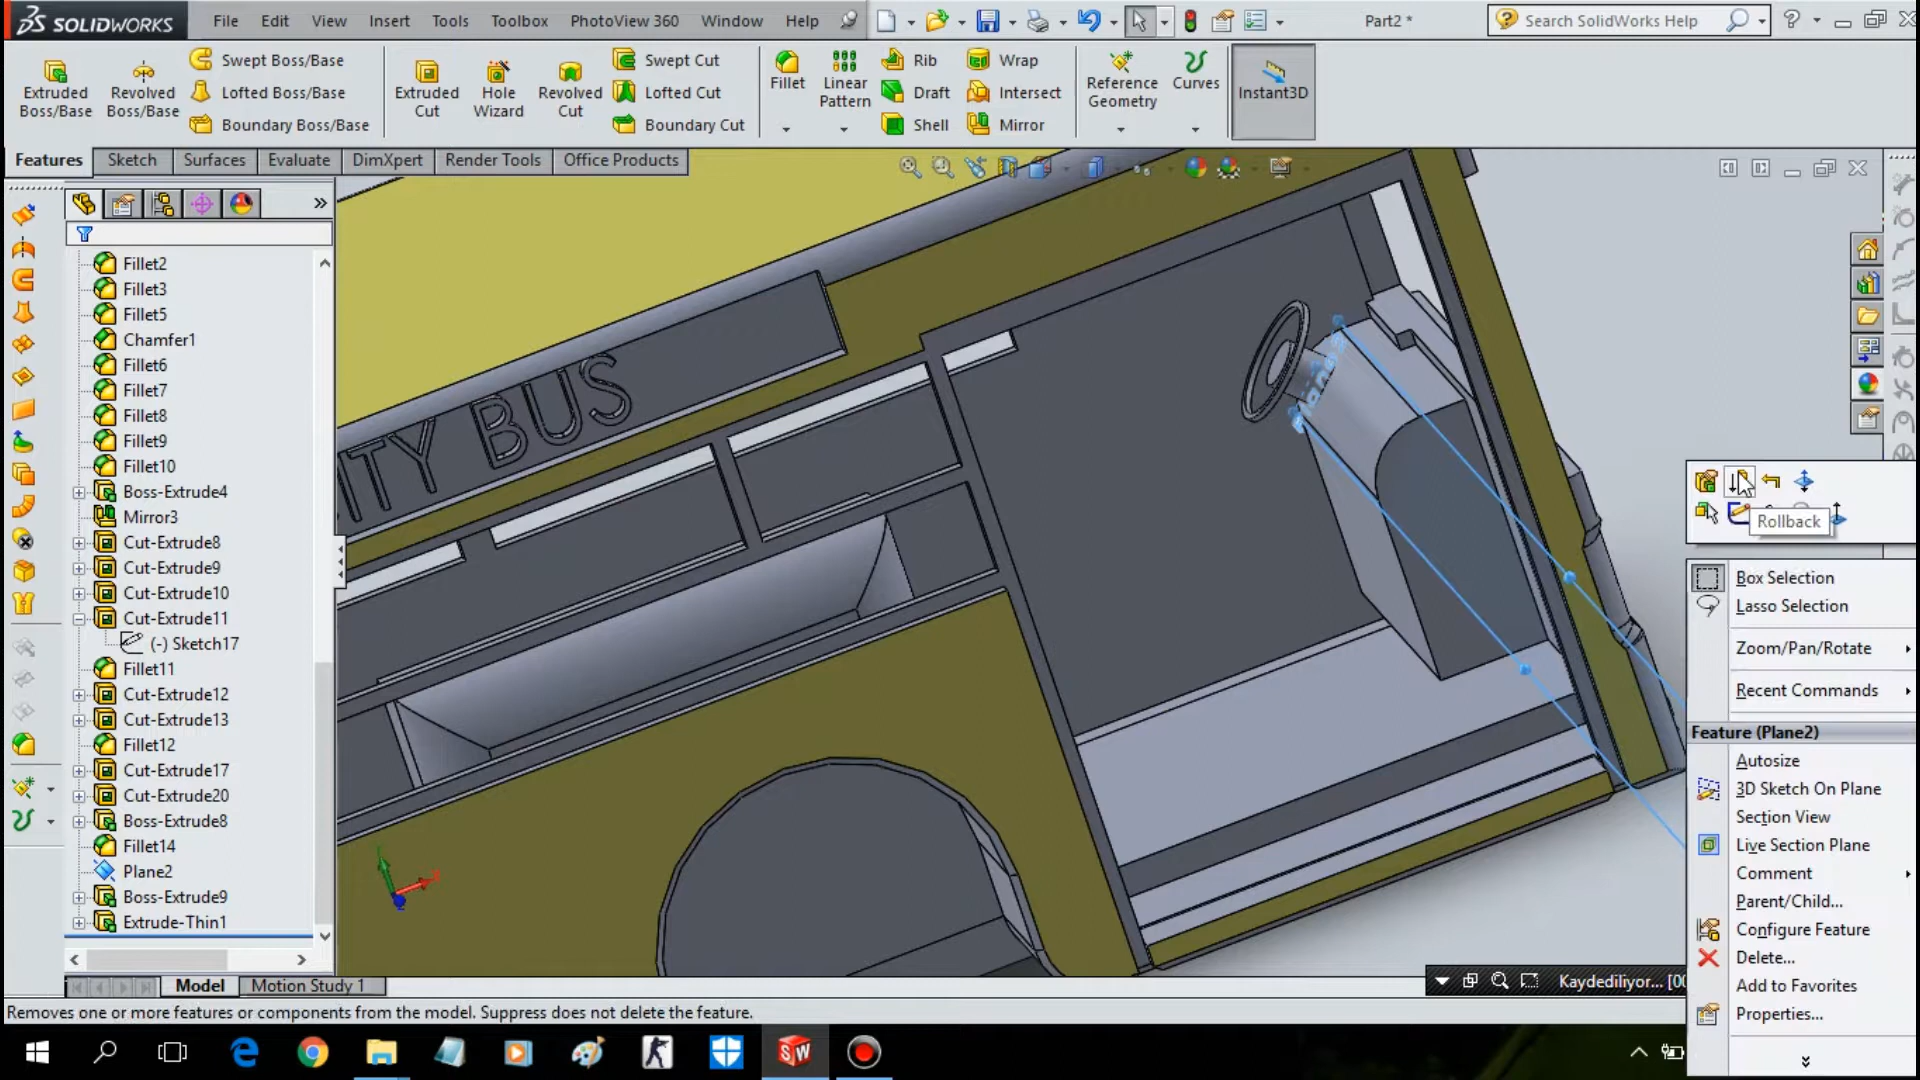 SOLIDWORKS
File Edit View Insert Tools Toolbox PhotoView 360 Window Help
Part2 *
Search SolidWorks Help
Extruded Boss/Base
Revolved Boss/Base
Swept Boss/Base
Lofted Boss/Base
Boundary Boss/Base
Extruded Cut
Hole Wizard
Revolved Cut
Swept Cut
Lofted Cut
Boundary Cut
Fillet
Linear Pattern
Rib
Draft
Shell
Wrap
Intersect
Mirror
Reference Geometry
Curves
Instant3D
Features Sketch Surfaces Evaluate DimXpert Render Tools Office Products
Fillet2
Fillet3
Fillet5
Chamfer1
Fillet6
Fillet7
Fillet8
Fillet9
Fillet10
Boss-Extrude4
Mirror3
Cut-Extrude8
Cut-Extrude9
Cut-Extrude10
Cut-Extrude11
(-) Sketch17
Fillet11
Cut-Extrude12
Cut-Extrude13
Fillet12
Cut-Extrude17
Cut-Extrude20
Boss-Extrude8
Fillet14
Plane2
Boss-Extrude9
Extrude-Thin1
ITY BUS
Plane2
Rollback
Box Selection
Lasso Selection
Zoom/Pan/Rotate
Recent Commands
Feature (Plane2)
Autosize
3D Sketch On Plane
Section View
Live Section Plane
Comment
Parent/Child...
Configure Feature
Delete...
Add to Favorites
Properties...
Model Motion Study 1
Kaydediliyor... [00
Removes one or more features or components from the model. Suppress does not delete the feature.
SW